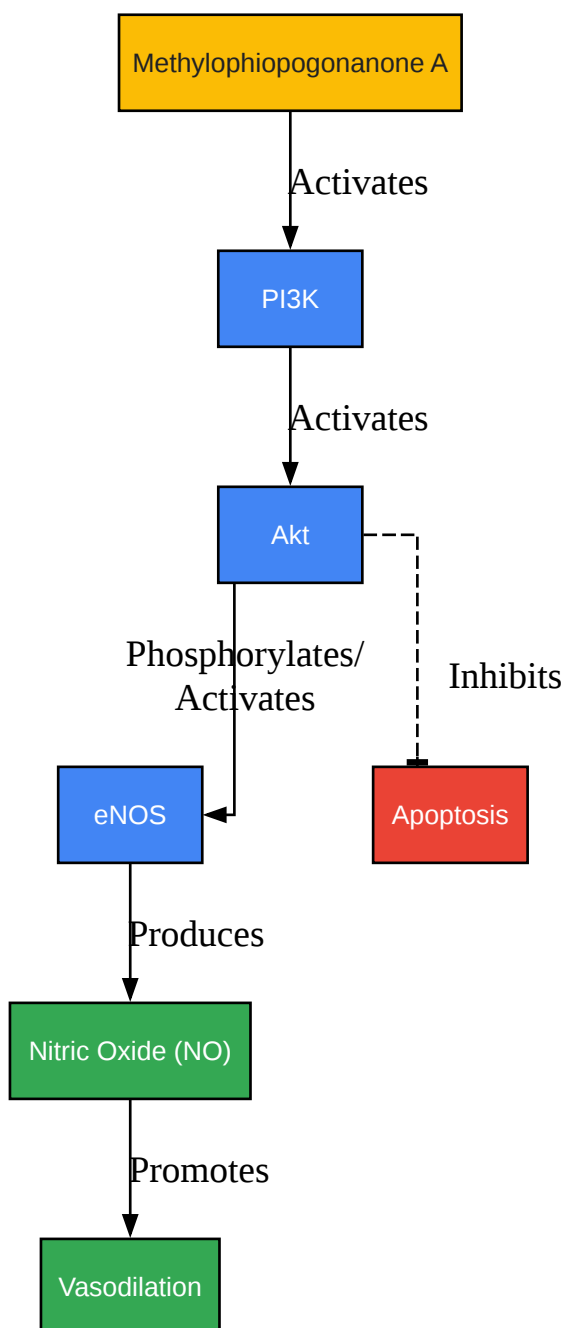 Methylophiopogonanone A
Activates
PI3K
Activates
Akt
Phosphorylates/
Activates
Inhibits
eNOS
Apoptosis
Produces
Nitric Oxide (NO)
Promotes
Vasodilation